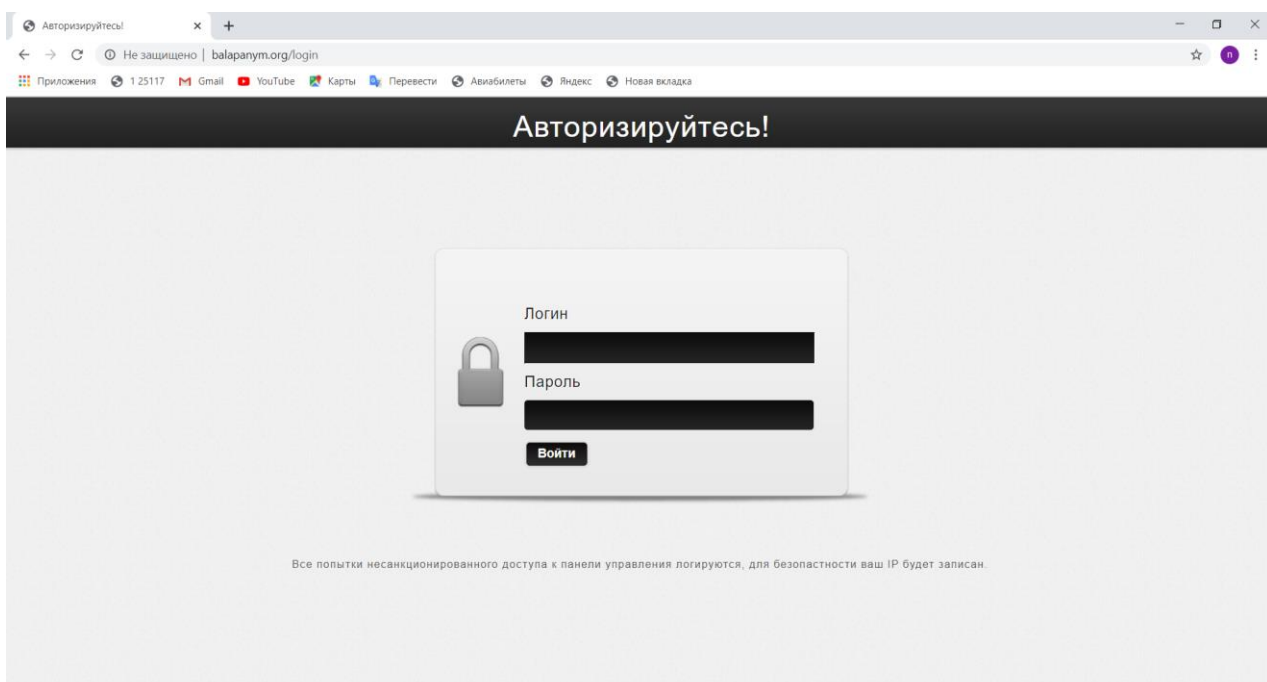 Авторизируйтесь!
Не защищено | balapanym.org/login
n
Приложения 1 25117 Gmail YouTube Карты Перевести Авиабилеты Яндекс Новая вкладка
Авторизируйтесь!
Логин
Пароль
Войти
Все попытки несанкционированного доступа к панели управления логируются, для безопастности ваш IP будет записан.